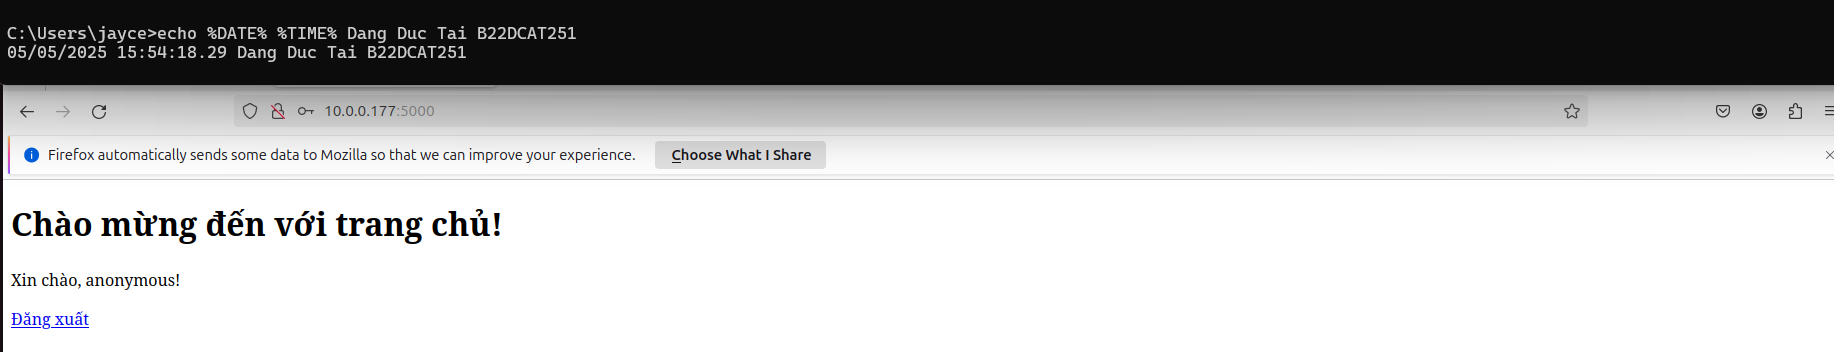 C:\Users\jayce>echo %DATE% %TIME% Dang Duc Tai B22DCAT251
05/05/2025 15:54:18.29 Dang Duc Tai B22DCAT251
10.0.0.177:5000
Firefox automatically sends some data to Mozilla so that we can improve your experience. Choose What I Share
Chào mừng đến với trang chủ!
Xin chào, anonymous!
Đăng xuất